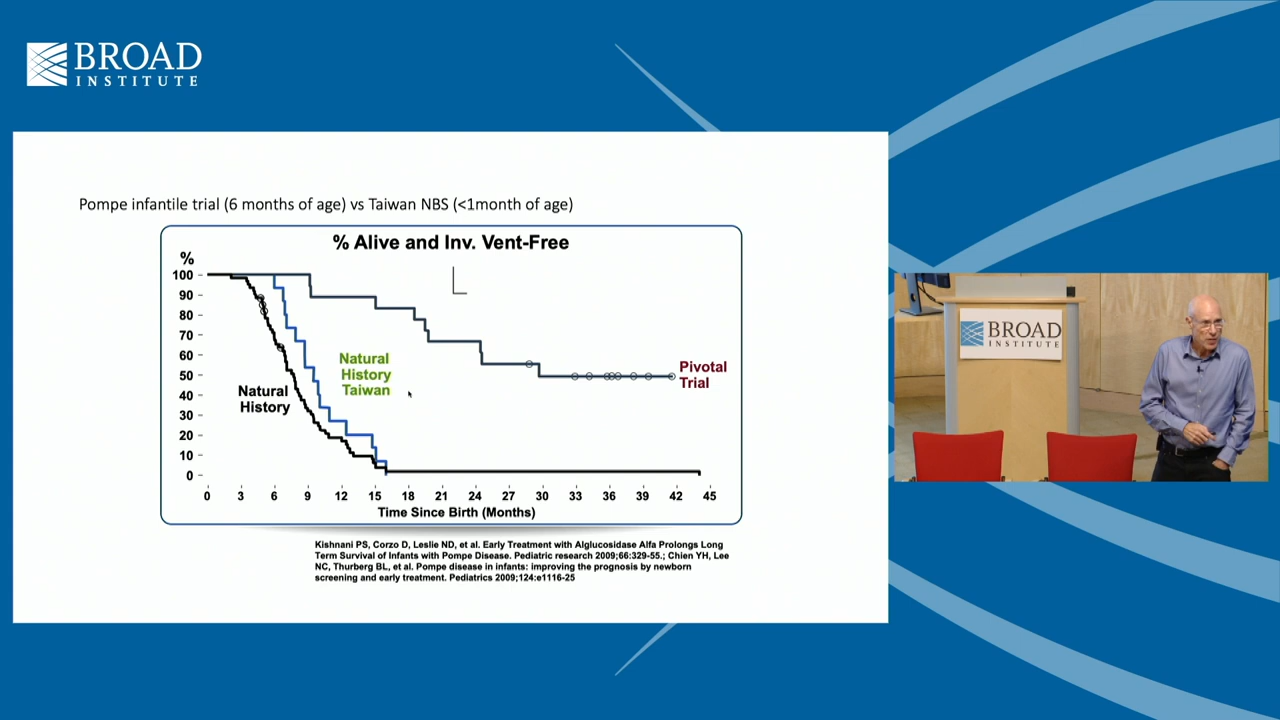 BROAD
INSTITUTE
Pompe infantile trial (6 months of age) vs Taiwan NBS (<1month of age)
% Alive and Inv. Vent-Free
%
100
90
80
70
60
50
40
30
20
10
0
Natural
History
Natural
History
Taiwan
Pivotal
Trial
0 3 6 9 12 15 18 21 24 27 30 33 36 39 42 45
Time Since Birth (Months)
Kishnani PS, Corzo D, Leslie ND, et al. Early Treatment with Alglucosidase Alfa Prolongs Long
Term Survival of Infants with Pompe Disease. Pediatric research 2009;66:329-55.; Chien YH, Lee
NC, Thurberg BL, et al. Pompe disease in infants: improving the prognosis by newborn
screening and early treatment. Pediatrics 2009;124:e1116-25
BROAD
INSTITUTE